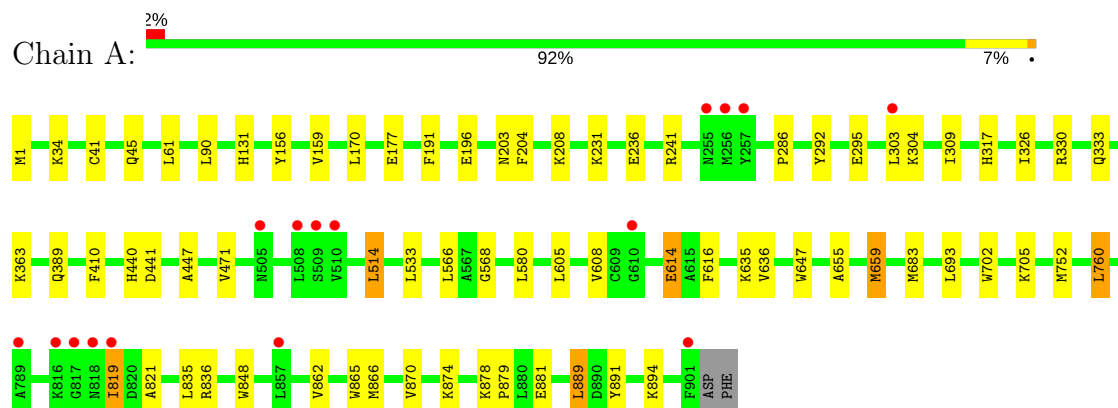 2%
Chain A:
92% 7% •
M1 K34 C41 Q45 L61 L90 H131 Y156 V159 L170 E177 F191 E196 N203 F204 K208 K231 E236 R241 N255 M256 Y257 P286 Y292 E295 L303 K304 I309 H317 I326 R330 Q333
K363 Q389 F410 H440 D441 A447 V471 N505 L508 S509 V510 L514 L533 L566 A567 G568 L580 L605 V608 G609 G610 E614 A615 F616 K635 V636 W647 A655 M659 M683 L693 W702 K705 M752 L760
A789 K816 G817 N818 I819 D820 A821 L835 R836 W848 L857 V862 W865 M866 V870 K874 K878 P879 L880 E881 L889 D890 Y891 K894 F901 ASP PHE